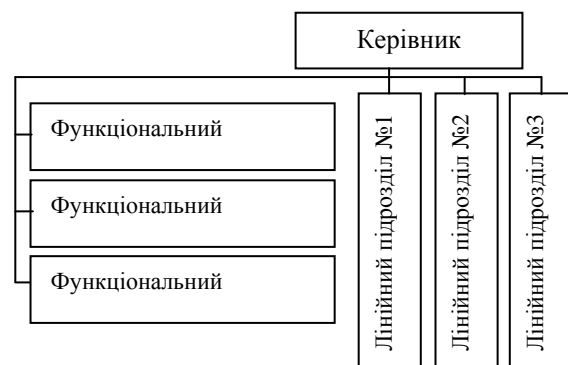 Керівник
Функціональний
Функціональний
Функціональний
Лінійний підрозділ №1
Лінійний підрозділ №2
Лінійний підрозділ №3